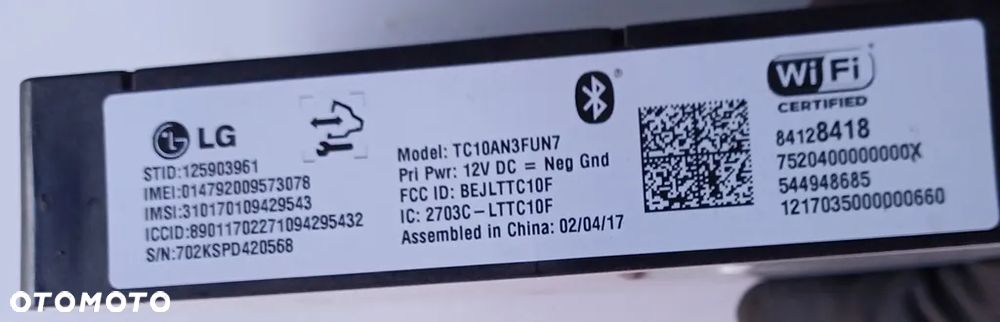 LG
STID:125903961
IMEI:014792009573078
IMSI:310170109429543
ICCID:89011702271094295432
S/N:702KSPD420568
Model: TC10AN3FUN7
Pri Pwr: 12V DC = Neg Gnd
FCC ID: BEJLTTC10F
IC: 2703C-LTTC10F
Assembled in China: 02/04/17
Wi Fi
CERTIFIED
84128418
7520400000000X
544948685
1217035000000660
OTOMOTO